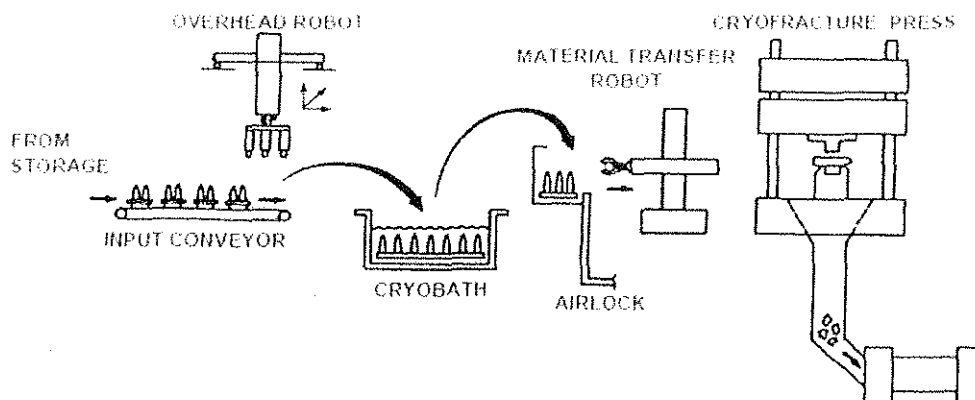 OVERHEAD ROBOT
CRYOFRACTURE PRESS
MATERIAL TRANSFER
ROBOT
FROM
STORAGE
INPUT CONVEYOR
CRYOBATH
AIRLOCK